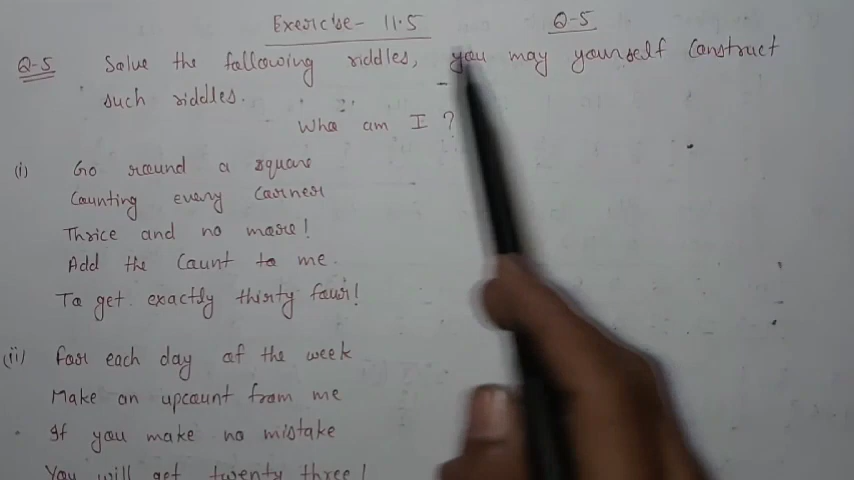 Exercise- 11.5 Q-5
Q-5 Solve the following riddles, you may yourself Construct
such riddles.
Who am I ?
(i) Go round a square
Counting every Corner
Thrice and no more!
Add the Count to me.
To get exactly thirty four!
(ii) For each day of the week
Make an upcount from me
If you make no mistake
You will get twenty three!